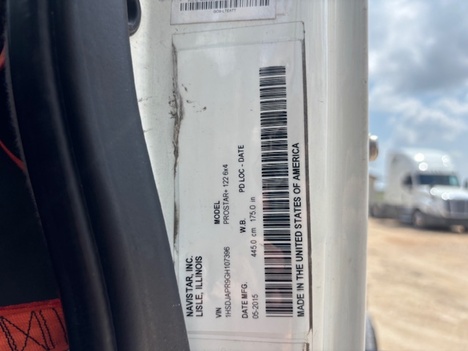 NAVISTAR, INC.
LISLE, ILLINOIS
VIN
1HSDJAPR9GH107396
MODEL
PROSTAR+ 122 6x4
DATE MFG.
05-2015
W.B.
445.0 cm 175.0 in
PD LOC - DATE
MADE IN THE UNITED STATES OF AMERICA